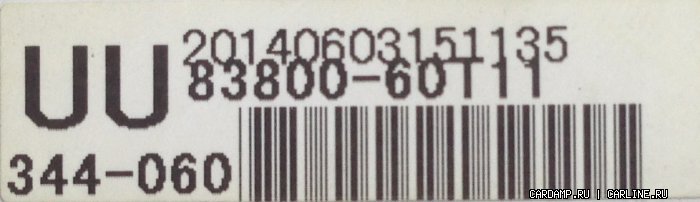 UU
20140603151135
83800-60T11
344-060
CARDAMP.RU | CARLINE.RU